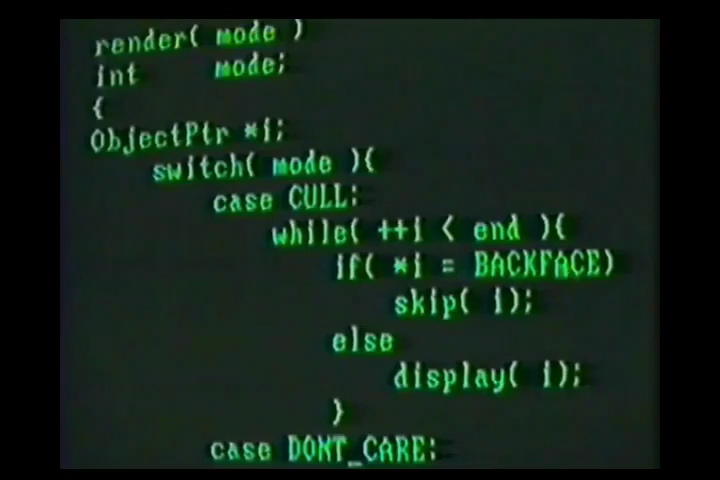 render( mode )
int mode;
{
ObjectPtr *i;
switch( mode ){
case CULL:
while( ++i < end ){
if( *i = BACKFACE)
skip( i);
else
display( i);
}
case DONT_CARE: